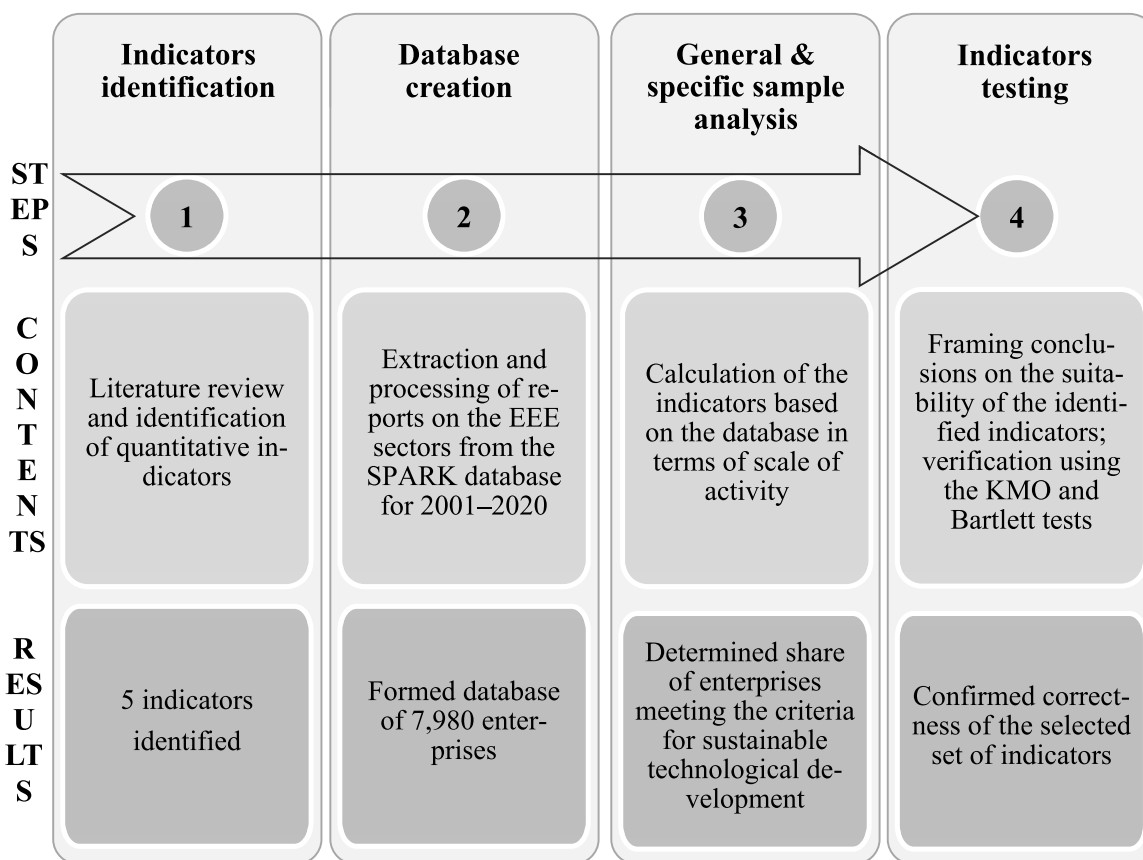 Indicators
identification
Database
creation
General &
specific sample
analysis
Indicators
testing
ST
EP
S
1
2
3
4
C
O
N
T
E
N
TS
Literature review
and identification
of quantitative in-
dicators
Extraction and
processing of re-
ports on the EEE
sectors from the
SPARK database
for 2001–2020
Calculation of the
indicators based
on the database in
terms of scale of
activity
Framing conclu-
sions on the suita-
bility of the identi-
fied indicators;
verification using
the KMO and
Bartlett tests
R
ES
U
LT
S
5 indicators
identified
Formed database
of 7,980 enter-
prises
Determined share
of enterprises
meeting the criteria
for sustainable
technological de-
velopment
Confirmed correct-
ness of the selected
set of indicators